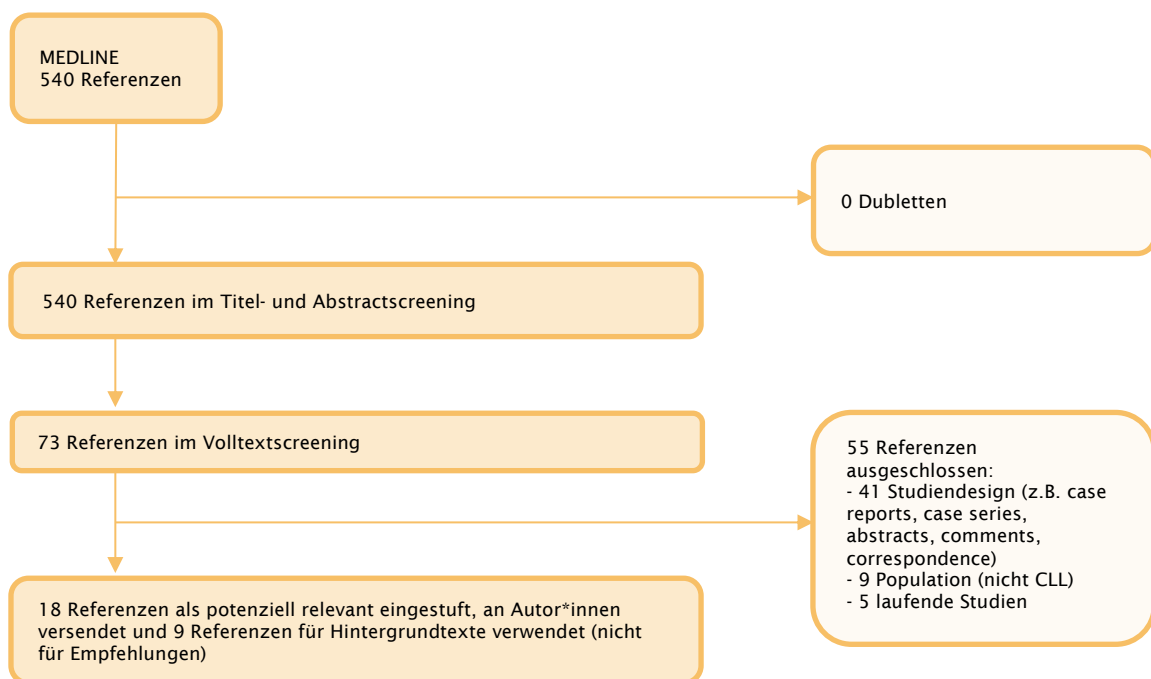 MEDLINE
540 Referenzen
0 Dubletten
540 Referenzen im Titel- und Abstractscreening
73 Referenzen im Volltextscreening
55 Referenzen
ausgeschlossen:
- 41 Studiendesign (z.B. case
reports, case series,
abstracts, comments,
correspondence)
- 9 Population (nicht CLL)
- 5 laufende Studien
18 Referenzen als potenziell relevant eingestuft, an Autor*innen
versendet und 9 Referenzen für Hintergrundtexte verwendet (nicht
für Empfehlungen)